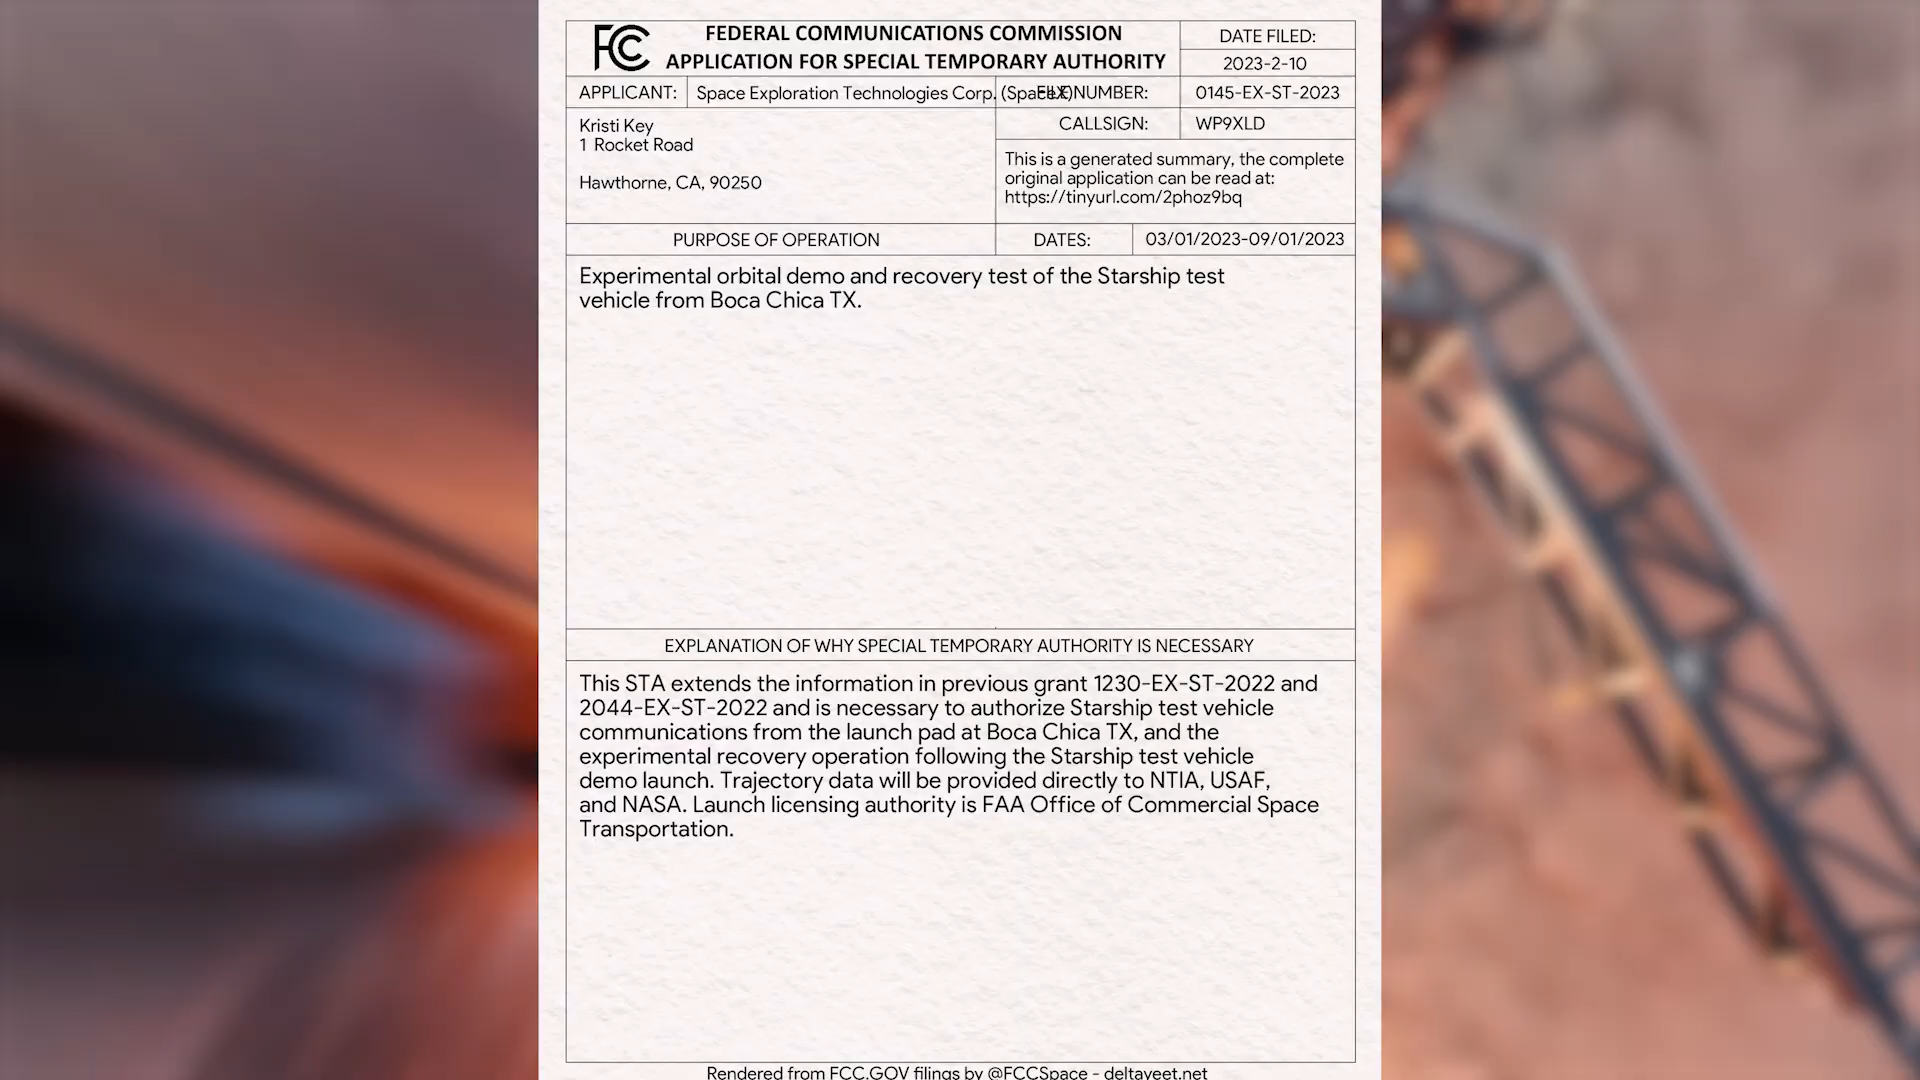 FCC
FEDERAL COMMUNICATIONS COMMISSION
APPLICATION FOR SPECIAL TEMPORARY AUTHORITY
DATE FILED:
2023-2-10
APPLICANT:
Space Exploration Technologies Corp. (SpaceX)
FILE NUMBER:
0145-EX-ST-2023
Kristi Key
1 Rocket Road
Hawthorne, CA, 90250
CALLSIGN:
WP9XLD
This is a generated summary, the complete
original application can be read at:
https://tinyurl.com/2phoz9bq
PURPOSE OF OPERATION
DATES:
03/01/2023-09/01/2023
Experimental orbital demo and recovery test of the Starship test
vehicle from Boca Chica TX.
EXPLANATION OF WHY SPECIAL TEMPORARY AUTHORITY IS NECESSARY
This STA extends the information in previous grant 1230-EX-ST-2022 and
2044-EX-ST-2022 and is necessary to authorize Starship test vehicle
communications from the launch pad at Boca Chica TX, and the
experimental recovery operation following the Starship test vehicle
demo launch. Trajectory data will be provided directly to NTIA, USAF,
and NASA. Launch licensing authority is FAA Office of Commercial Space
Transportation.
Rendered from FCC.GOV filings by @FCCSpace - deltaveet.net